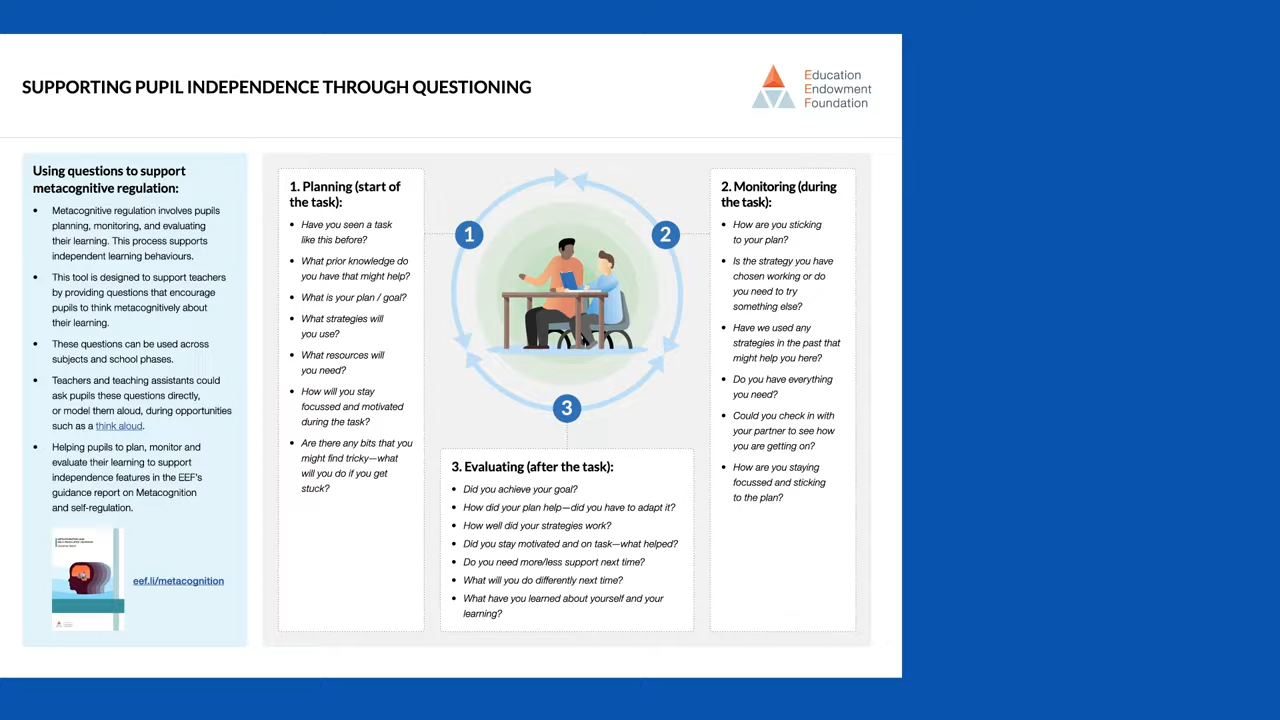 SUPPORTING PUPIL INDEPENDENCE THROUGH QUESTIONING
Education
Endowment
Foundation
Using questions to support
metacognitive regulation:
• Metacognitive regulation involves pupils
planning, monitoring, and evaluating
their learning. This process supports
independent learning behaviours.
• This tool is designed to support teachers
by providing questions that encourage
pupils to think metacognitively about
their learning.
• These questions can be used across
subjects and school phases.
• Teachers and teaching assistants could
ask pupils these questions directly,
or model them aloud, during opportunities
such as a think aloud.
• Helping pupils to plan, monitor and
evaluate their learning to support
independence features in the EEF's
guidance report on Metacognition
and self-regulation.
eef.li/metacognition
1. Planning (start of
the task):
• Have you seen a task
like this before?
• What prior knowledge do
you have that might help?
• What is your plan / goal?
• What strategies will
you use?
• What resources will
you need?
• How will you stay
focussed and motivated
during the task?
• Are there any bits that you
might find tricky—what
will you do if you get
stuck?
1
2
3
2. Monitoring (during
the task):
• How are you sticking
to your plan?
• Is the strategy you have
chosen working or do
you need to try
something else?
• Have we used any
strategies in the past that
might help you here?
• Do you have everything
you need?
• Could you check in with
your partner to see how
you are getting on?
• How are you staying
focussed and sticking
to the plan?
3. Evaluating (after the task):
• Did you achieve your goal?
• How did your plan help—did you have to adapt it?
• How well did your strategies work?
• Did you stay motivated and on task—what helped?
• Do you need more/less support next time?
• What will you do differently next time?
• What have you learned about yourself and your
learning?